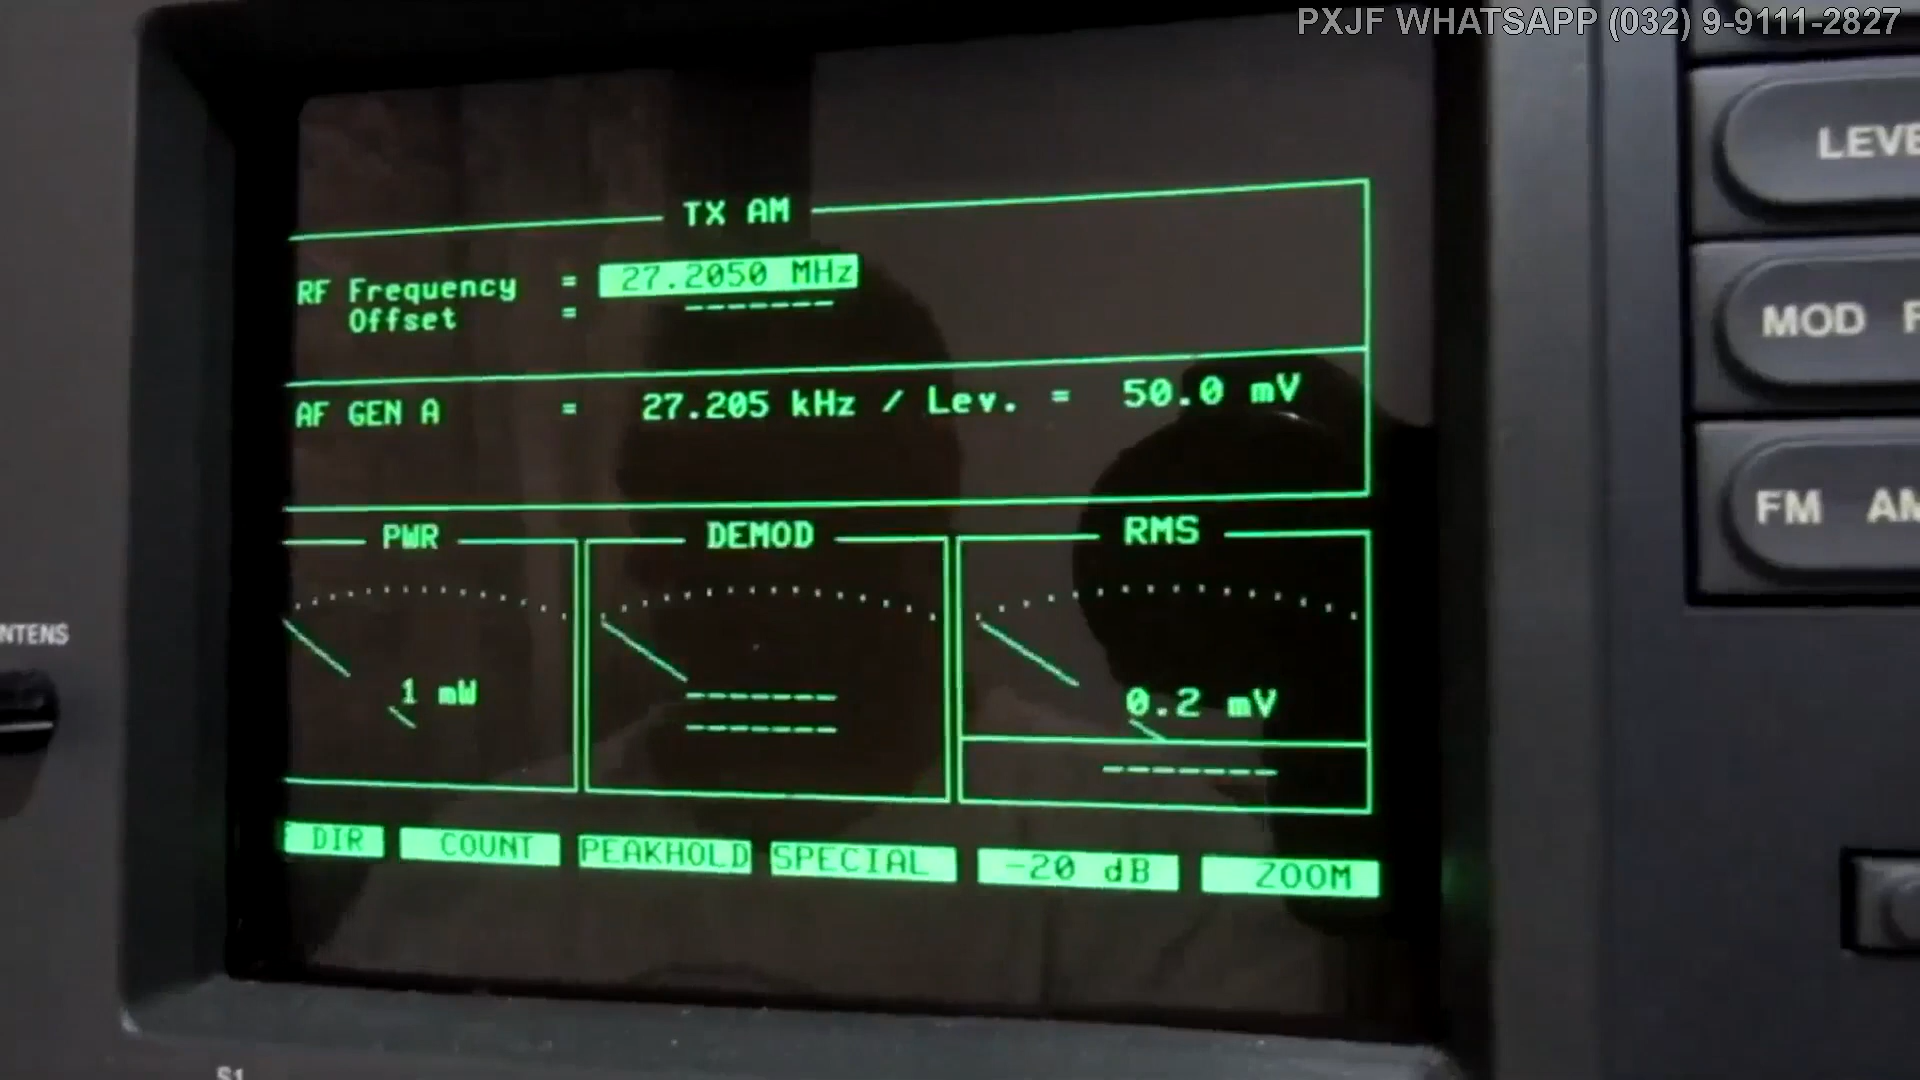 PXJF WHATSAPP (032) 9-9111-2827
TX AM
RF Frequency = 27.2050 MHz
Offset = -------
AF GEN A = 27.205 kHz / Lev. = 50.0 mV
PWR DEMOD RMS
1 mW
-------
-------
0.2 mV
-------
DIR COUNT PEAKHOLD SPECIAL -20 dB ZOOM
LEVE
MOD F
FM AM
NTENS
S1